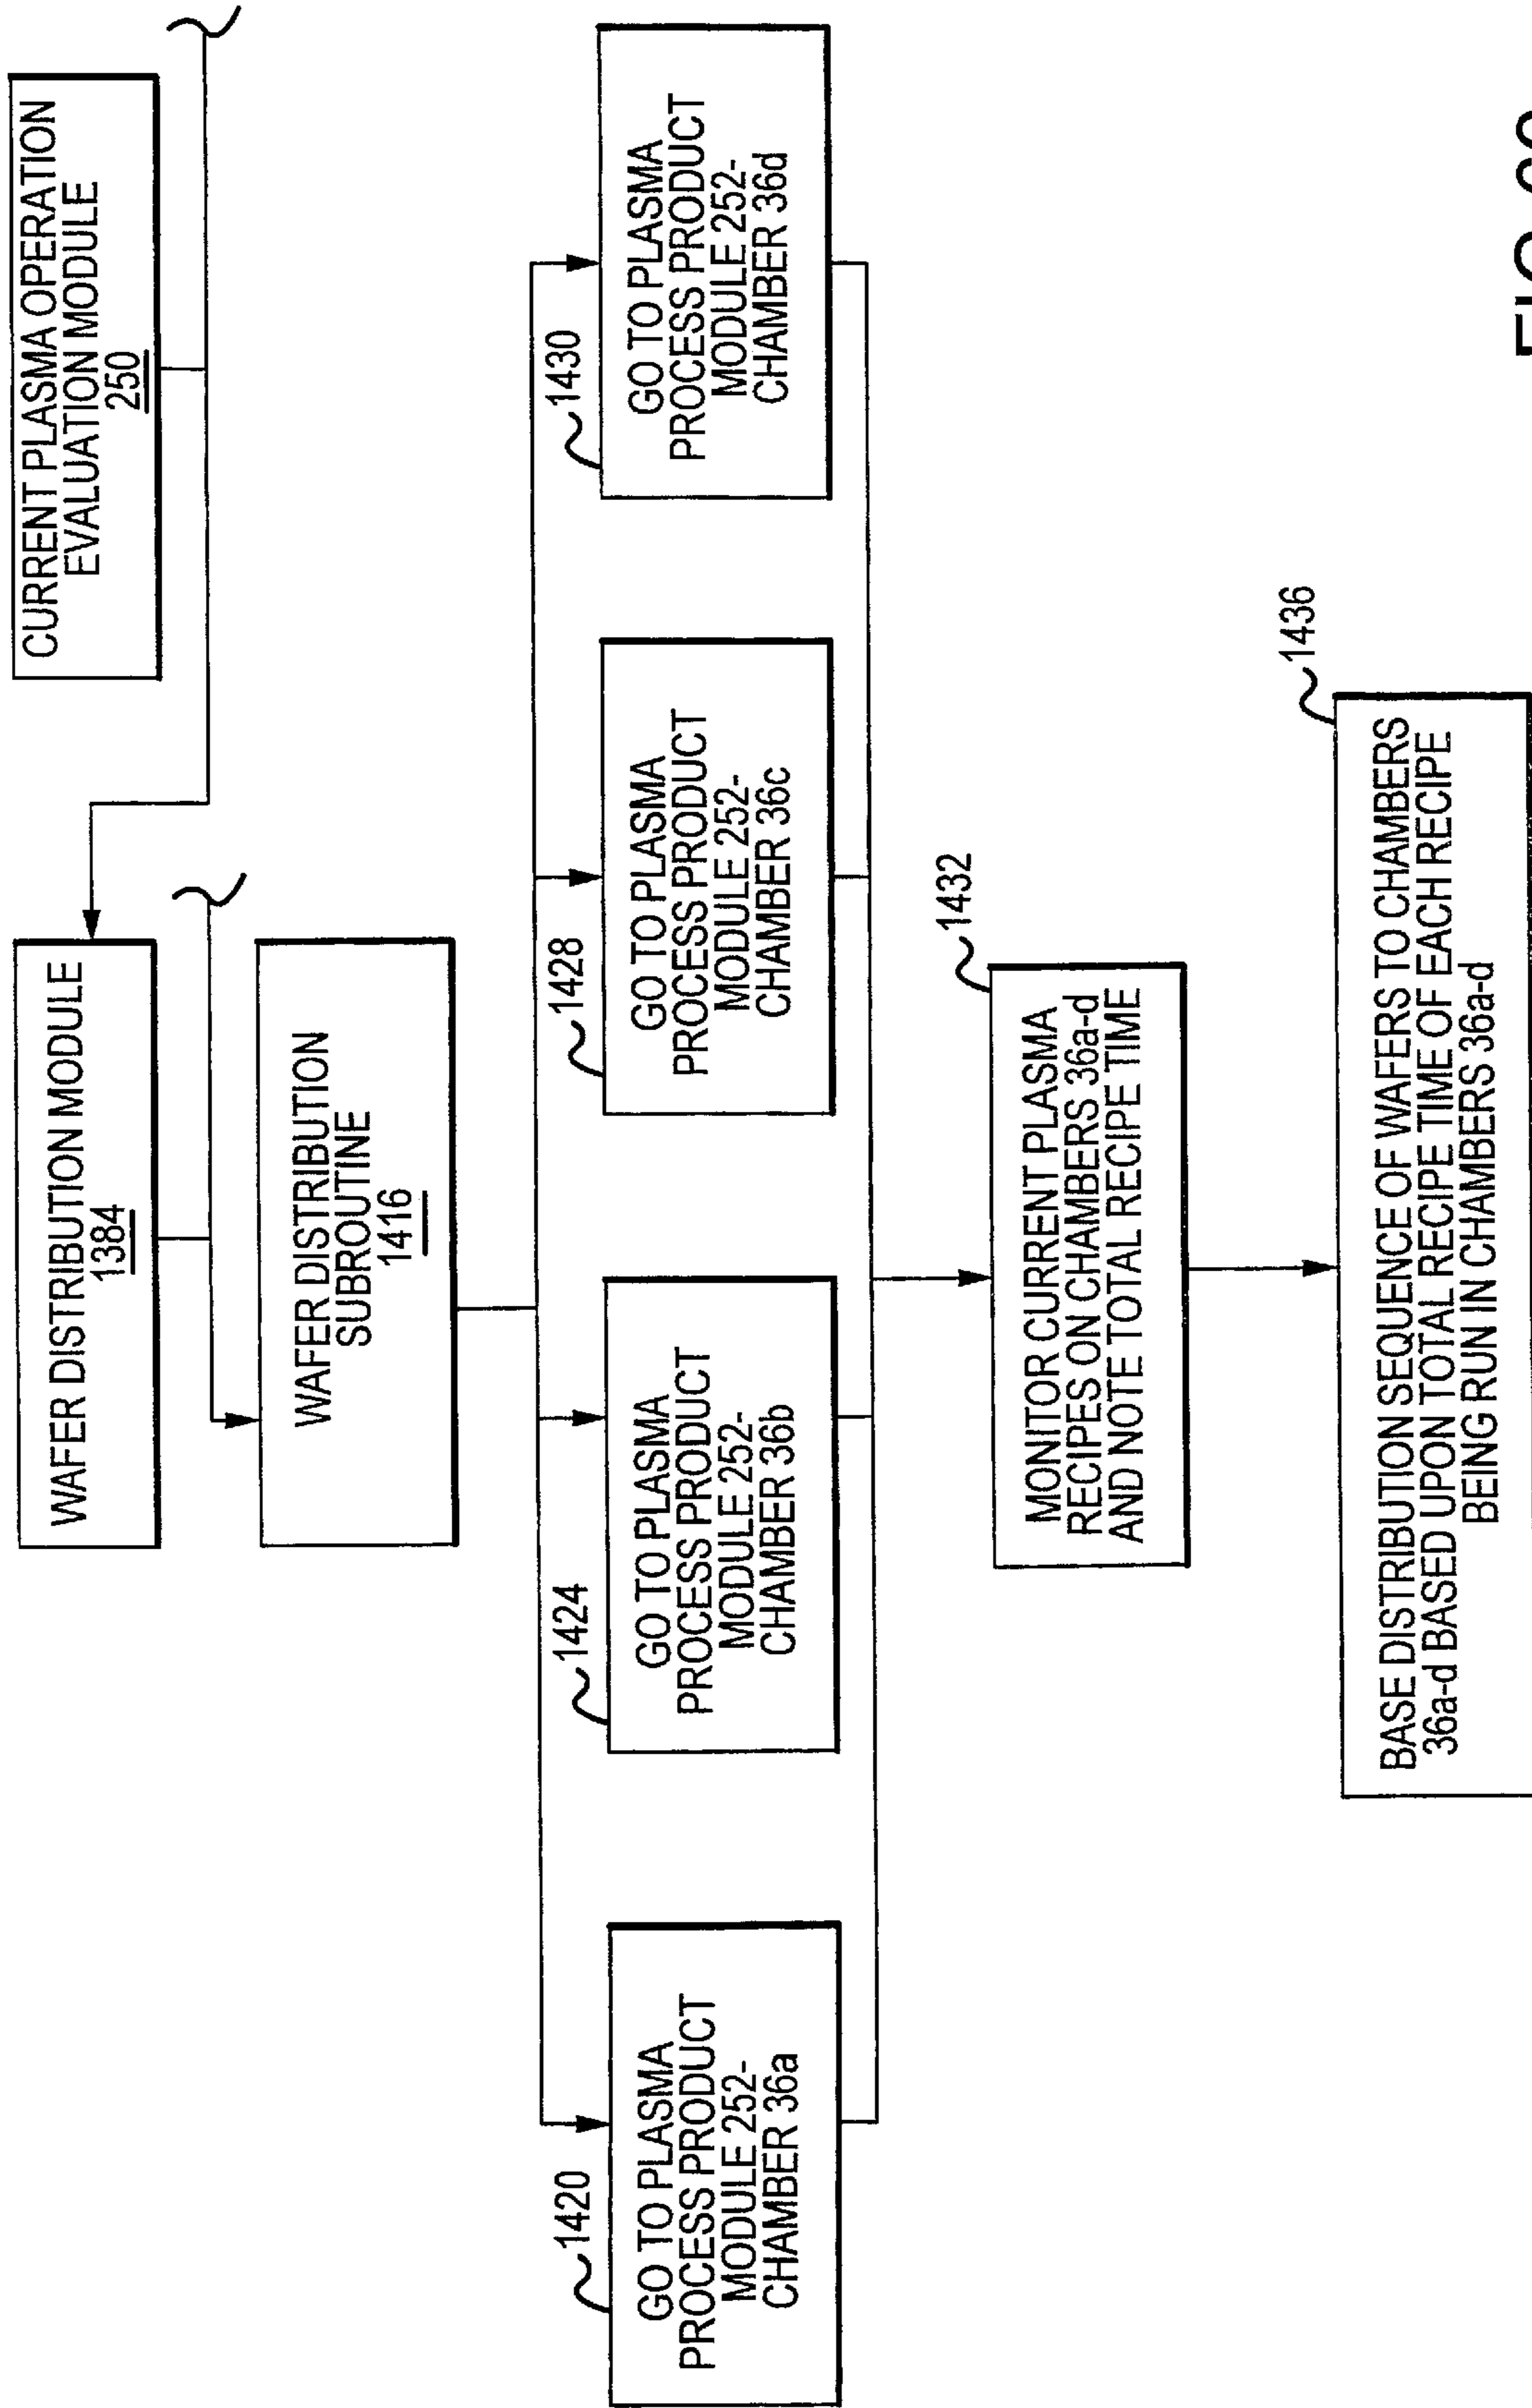 CURRENT PLASMA OPERATION
EVALUATION MODULE
250
WAFER DISTRIBUTION MODULE
1384
WAFER DISTRIBUTION
SUBROUTINE
1416
1420
GO TO PLASMA
PROCESS PRODUCT
MODULE 252-
CHAMBER 36a
1424
GO TO PLASMA
PROCESS PRODUCT
MODULE 252-
CHAMBER 36b
1428
GO TO PLASMA
PROCESS PRODUCT
MODULE 252-
CHAMBER 36c
1430
GO TO PLASMA
PROCESS PRODUCT
MODULE 252-
CHAMBER 36d
1432
MONITOR CURRENT PLASMA
RECIPES ON CHAMBERS 36a-d
AND NOTE TOTAL RECIPE TIME
1436
BASE DISTRIBUTION SEQUENCE OF WAFERS TO CHAMBERS
36a-d BASED UPON TOTAL RECIPE TIME OF EACH RECIPE
BEING RUN IN CHAMBERS 36a-d